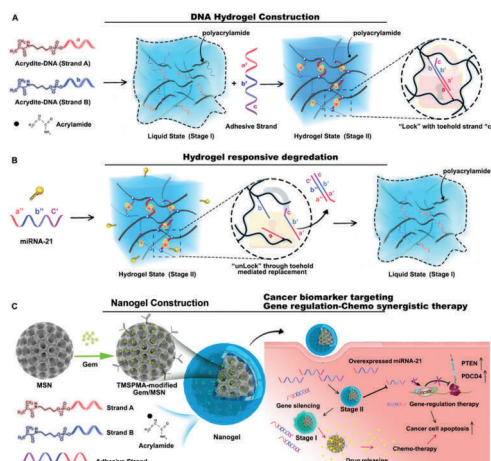 A
DNA Hydrogel Construction
Acrydite-DNA (Strand A)
Acrydite-DNA (Strand B)
Acrylamide
polyacrylamide
Liquid State (Stage I)
+
Adhesive Strand
polyacrylamide
Hydrogel State (Stage II)
"Lock" with toehold strand "c
B
Hydrogel responsive degredation
miRNA-21
a'' b'' C'
Hydrogel State (Stage II)
"unLock" through toehold
mediated replacement
polyacrylamide
Liquid State (Stage I)
C
Nanogel Construction
Cancer biomarker targeting
Gene regulation-Chemo synergistic therapy
MSN
Gem
TMSPMA-modified
Gem/MSN
Strand A
Strand B
Adhesive Strand
Acrylamide
Nanogel
Overexpressed miRNA-21
Gene silencing
Stage II
Stage I
Drug releasing
PTEN
PDCD4
Gene-regulation therapy
Cancer cell apoptosis
Chemo-therapy